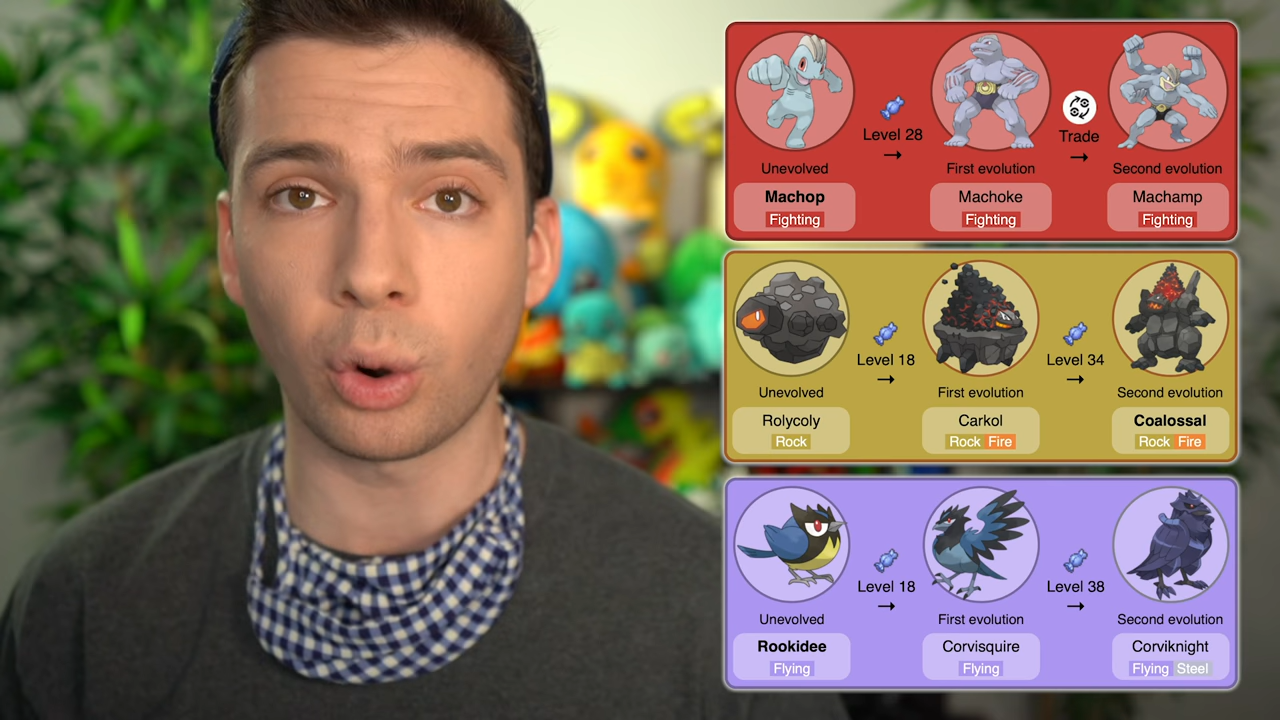 Level 28
→
Trade
→
Unevolved
First evolution
Second evolution
Machop
Machoke
Machamp
Fighting
Fighting
Fighting
Level 18
→
Level 34
→
Unevolved
First evolution
Second evolution
Rolycoly
Carkol
Coalossal
Rock
Rock Fire
Rock Fire
Level 18
→
Level 38
→
Unevolved
First evolution
Second evolution
Rookidee
Corvisquire
Corviknight
Flying
Flying
Flying Steel